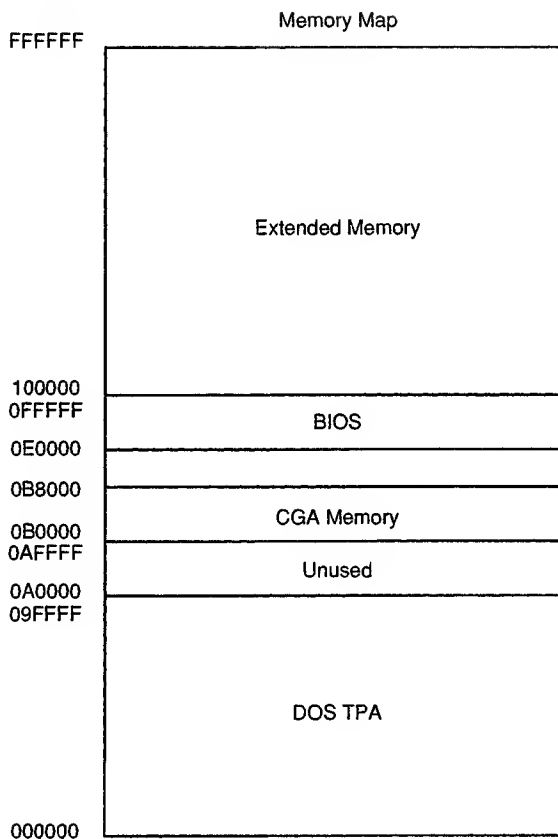 Memory Map
FFFFFF
Extended Memory
100000
0FFFFF
BIOS
0E0000
0B8000
CGA Memory
0B0000
0AFFFF
Unused
0A0000
09FFFF
DOS TPA
000000